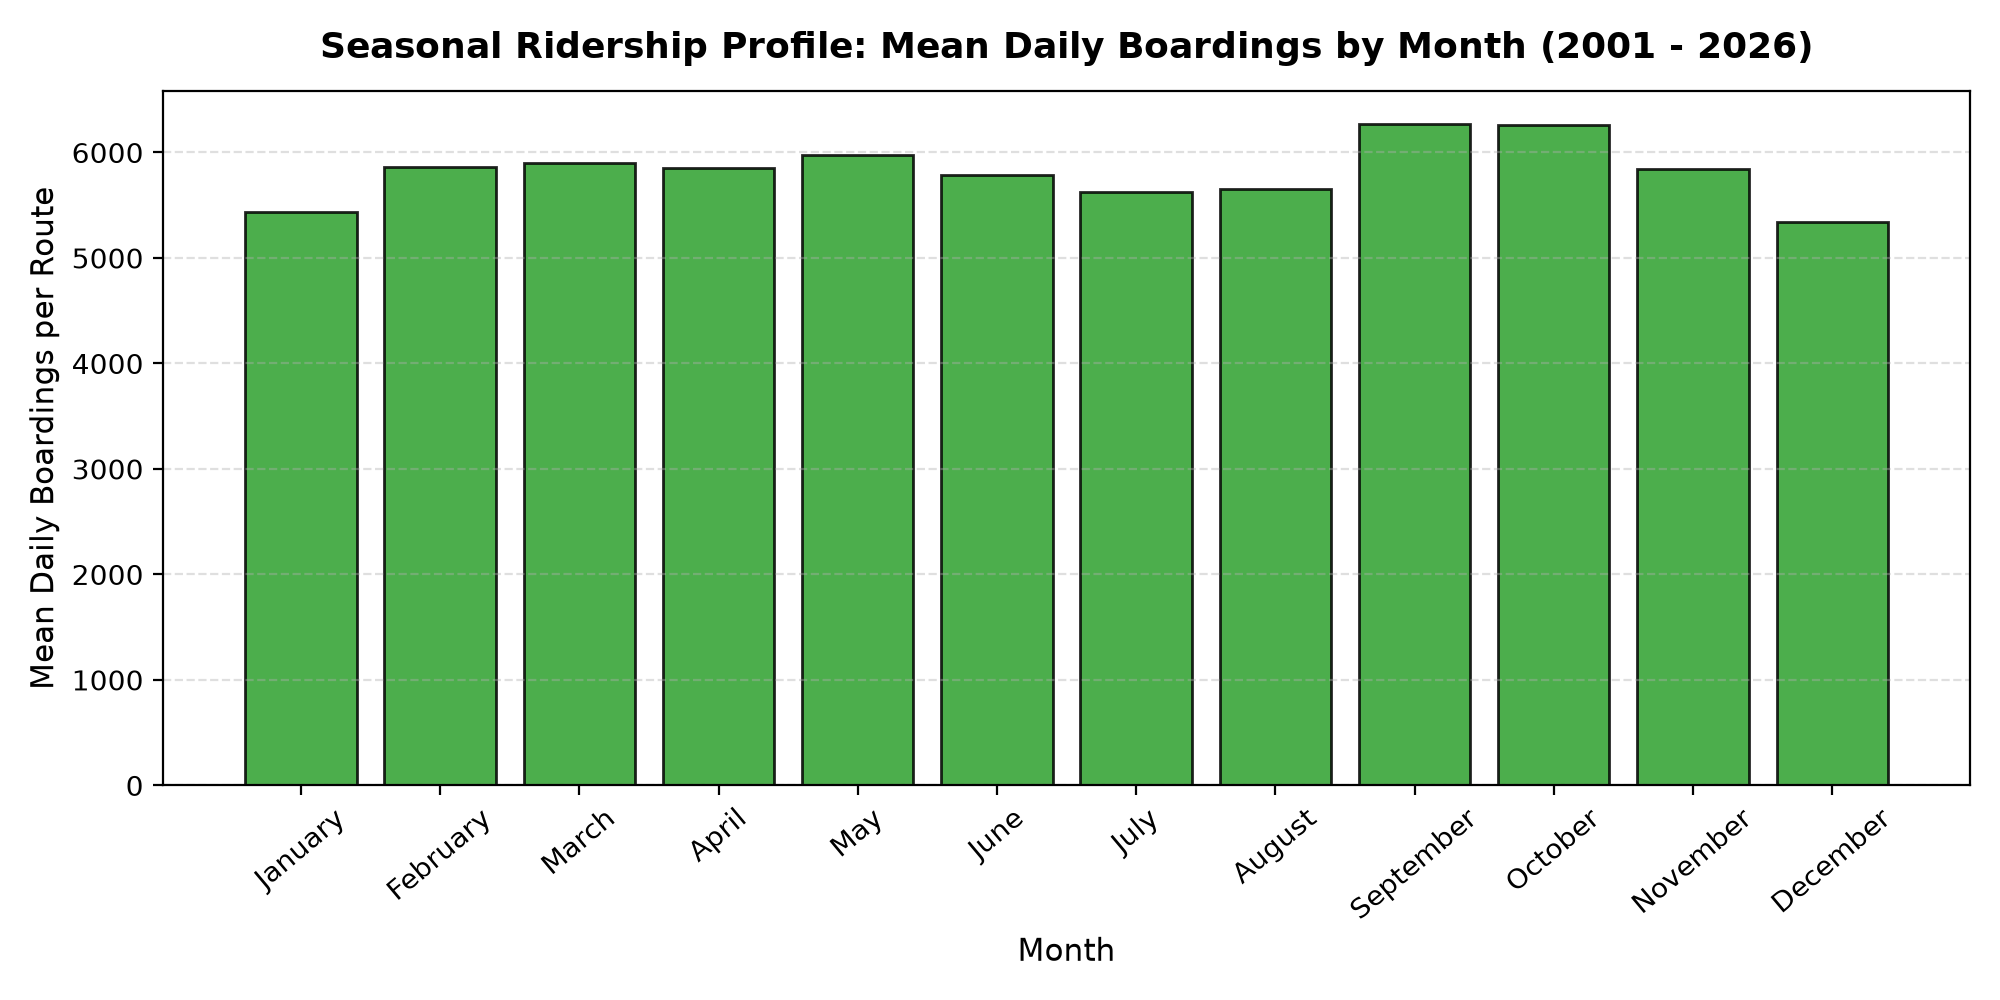 Seasonal Ridership Profile: Mean Daily Boardings by Month (2001 - 2026)
Mean Daily Boardings per Route
6000
5000
4000
3000
2000
1000
0
January
February
March
April
May
June
July
August
September
October
November
December
Month